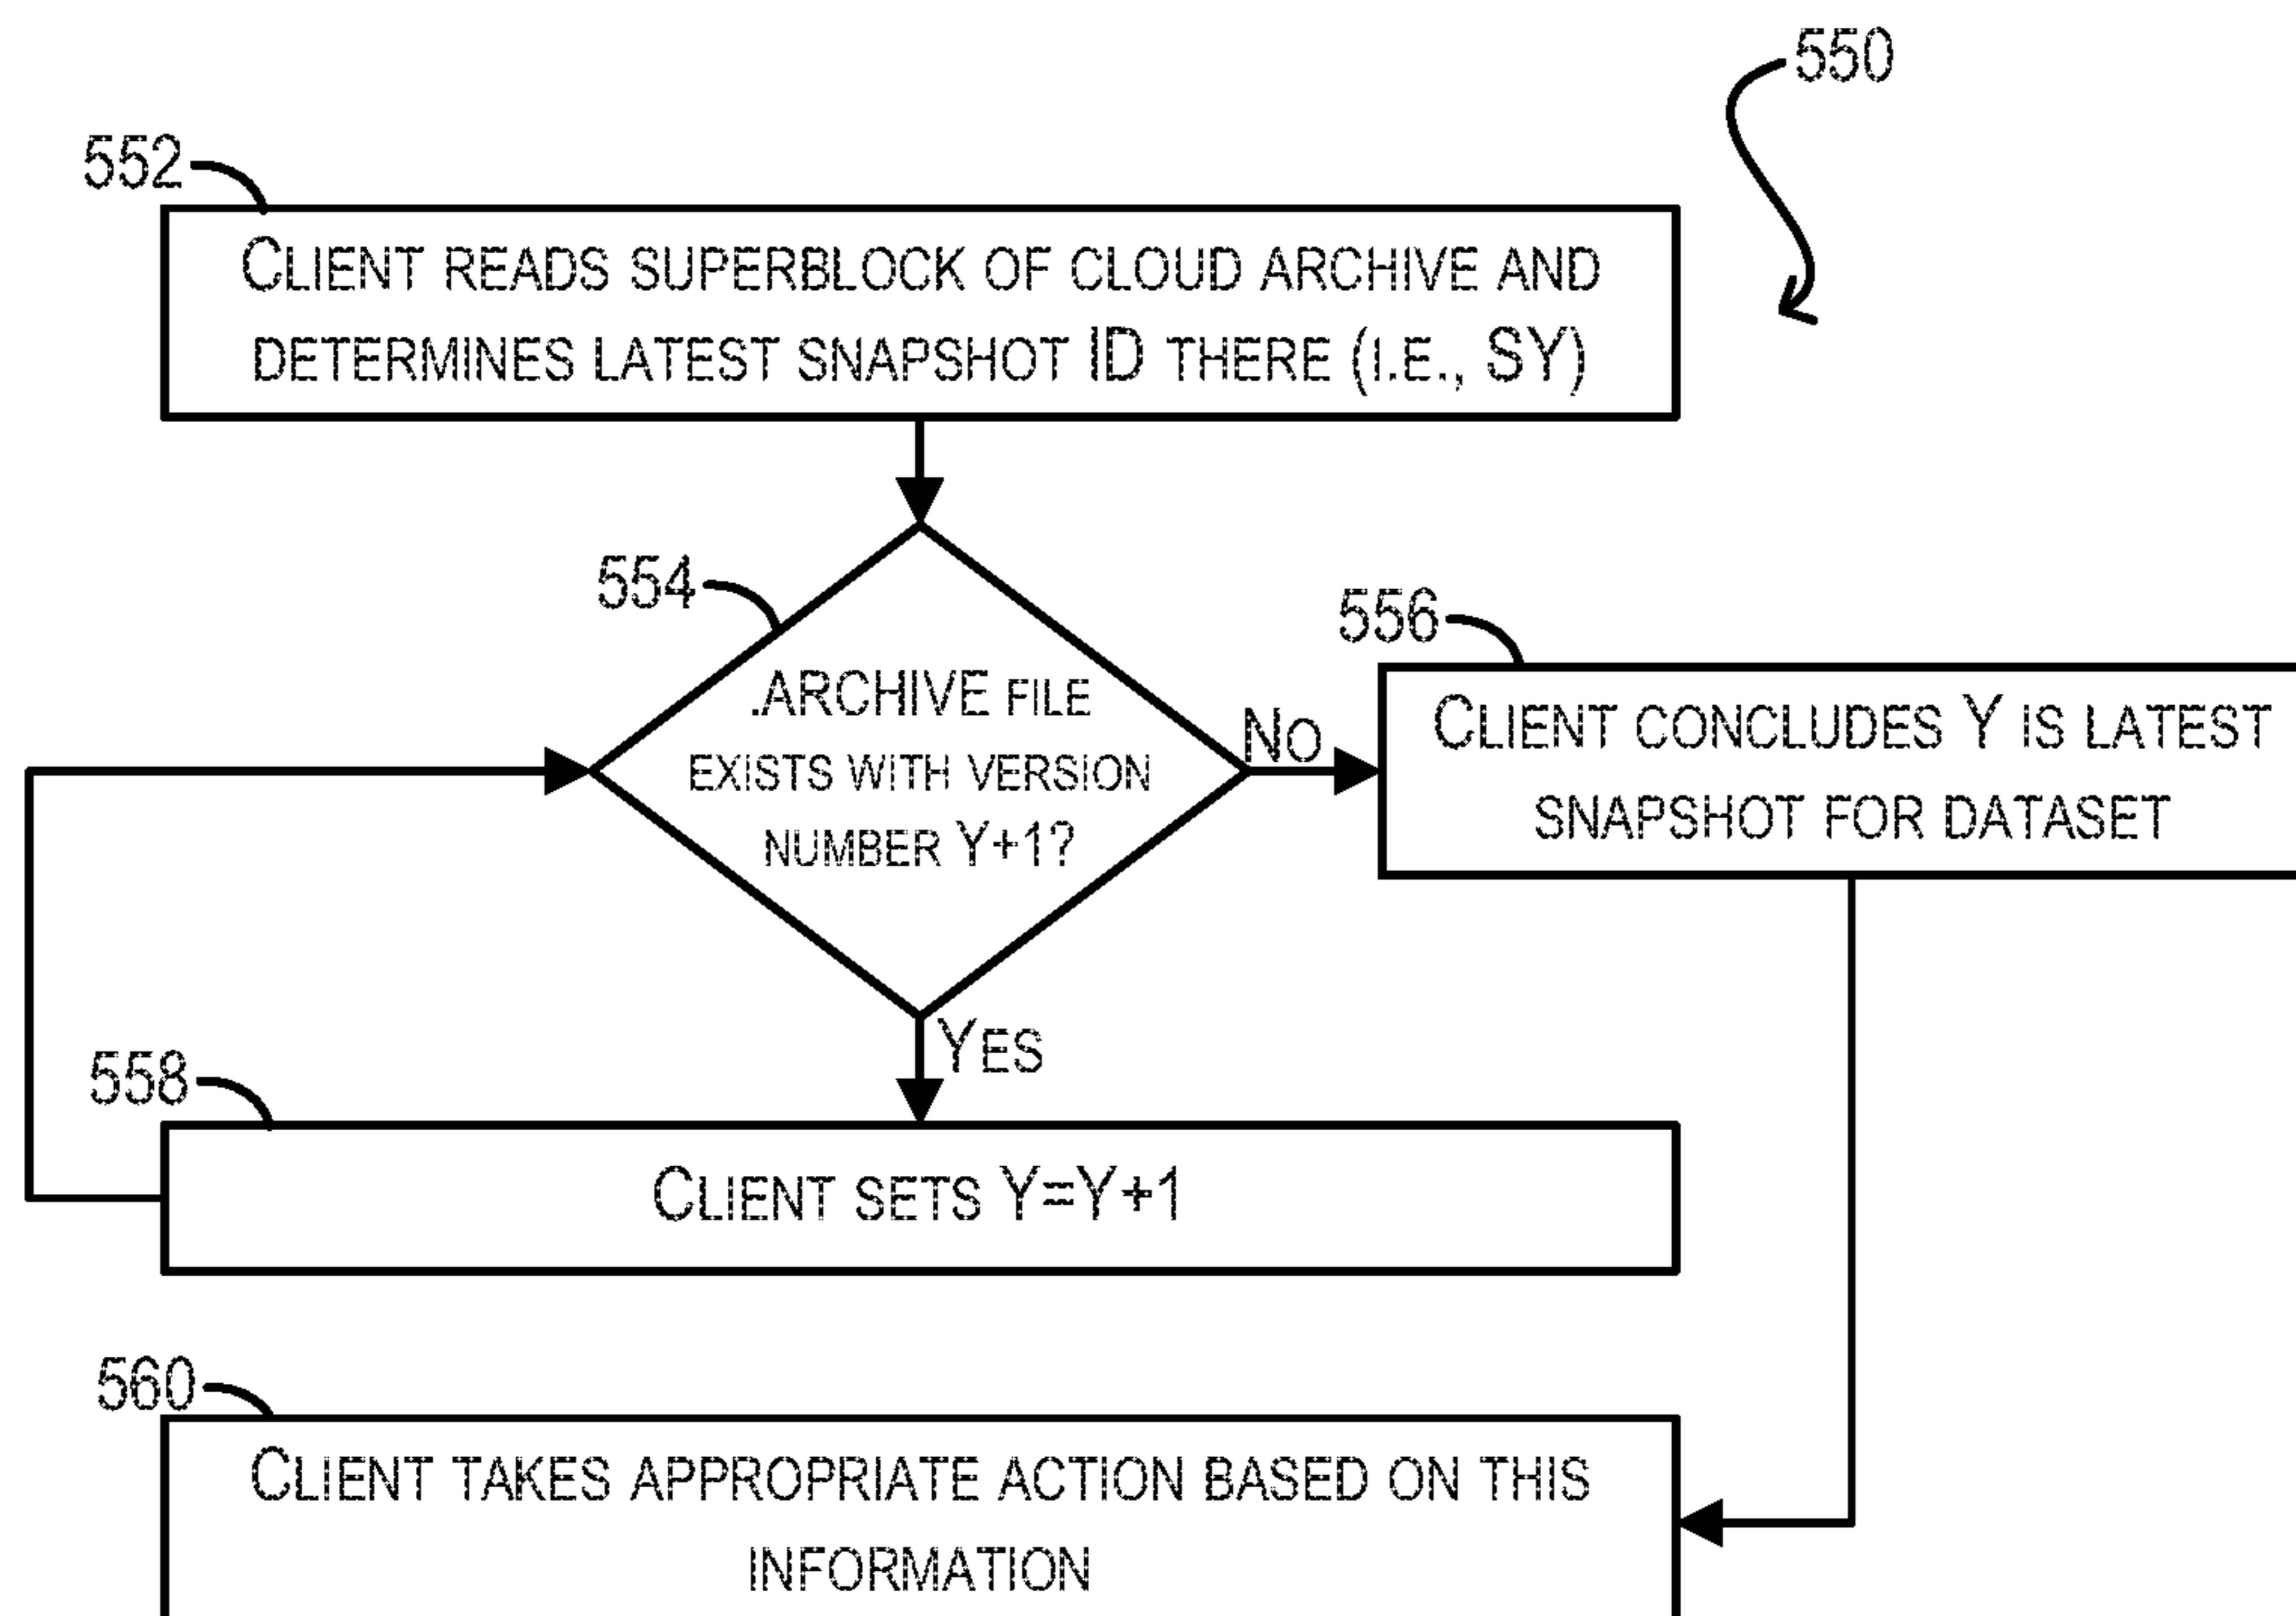 550
552
Client reads superblock of cloud archive and
determines latest snapshot ID there (i.e., SY)
554
.ARCHIVE file
exists with version
number Y+1?
No
556
Client concludes Y is latest
snapshot for dataset
Yes
558
Client sets Y=Y+1
560
Client takes appropriate action based on this
information